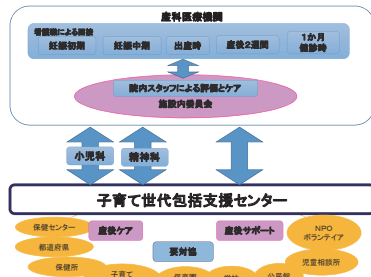 産科医療機関
看護職による面接
妊娠初期 妊娠中期 出産時 産後2週間 1か月健診時
院内スタッフによる評価とケア
施設内委員会
小児科 精神科
子育て世代包括支援センター
保健センター 産後ケア 産後サポート NPO ボランテイア
都道府県 要対協
保健所 児童相談所
子育て